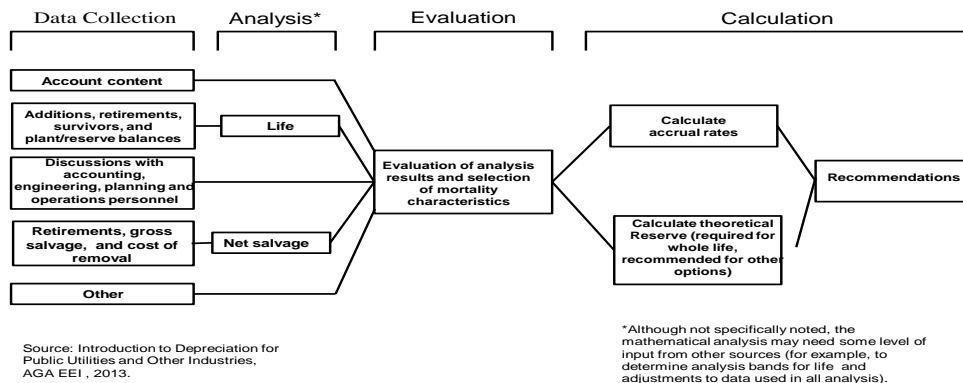 Data Collection
Analysis*
Evaluation
Calculation
Account content
Additions, retirements,
survivors, and
plant/reserve balances
Life
Discussions with
accounting,
engineering, planning and
operations personnel
Retirements, gross
salvage, and cost of
removal
Net salvage
Other
Evaluation of analysis
results and selection
of mortality
characteristics
Calculate
accrual rates
Calculate theoretical
Reserve (required for
whole life,
recommended for other
options)
Recommendations
Source: Introduction to Depreciation for
Public Utilities and Other Industries,
AGA EEI , 2013.
*Although not specifically noted, the
mathematical analysis may need some level of
input from other sources (for example, to
determine analysis bands for life and
adjustments to data used in all analysis).